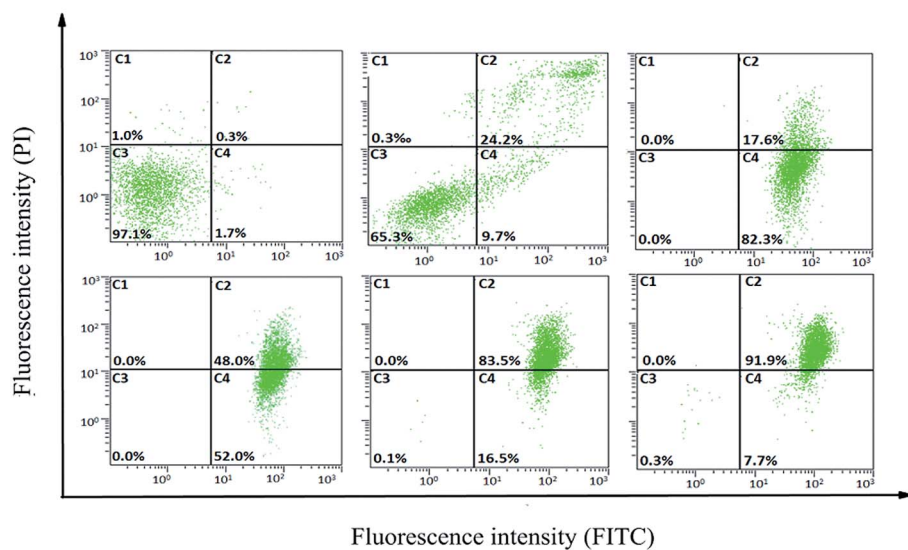 Fluorescence intensity (PI)
10³ C1 C2
10²
1.0% 0.3%
10¹
C3 C4
10⁰
97.1% 1.7%
10⁰ 10¹ 10² 10³
C1 C2
0.3‰ 24.2%
C3 C4
65.3% 9.7%
10⁰ 10¹ 10² 10³
C1 C2
0.0% 17.6%
C3 C4
0.0% 82.3%
10⁰ 10¹ 10² 10³
10³ C1 C2
10²
0.0% 48.0%
10¹
C3 C4
10⁰
0.0% 52.0%
10⁰ 10¹ 10² 10³
C1 C2
0.0% 83.5%
C3 C4
0.1% 16.5%
10⁰ 10¹ 10² 10³
C1 C2
0.0% 91.9%
C3 C4
0.3% 7.7%
10⁰ 10¹ 10² 10³
Fluorescence intensity (FITC)